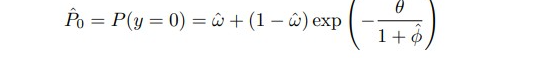 P̂₀ = P(y = 0) = ω̂ + (1 − ω̂) exp ( − θ / (1 + φ̂) )